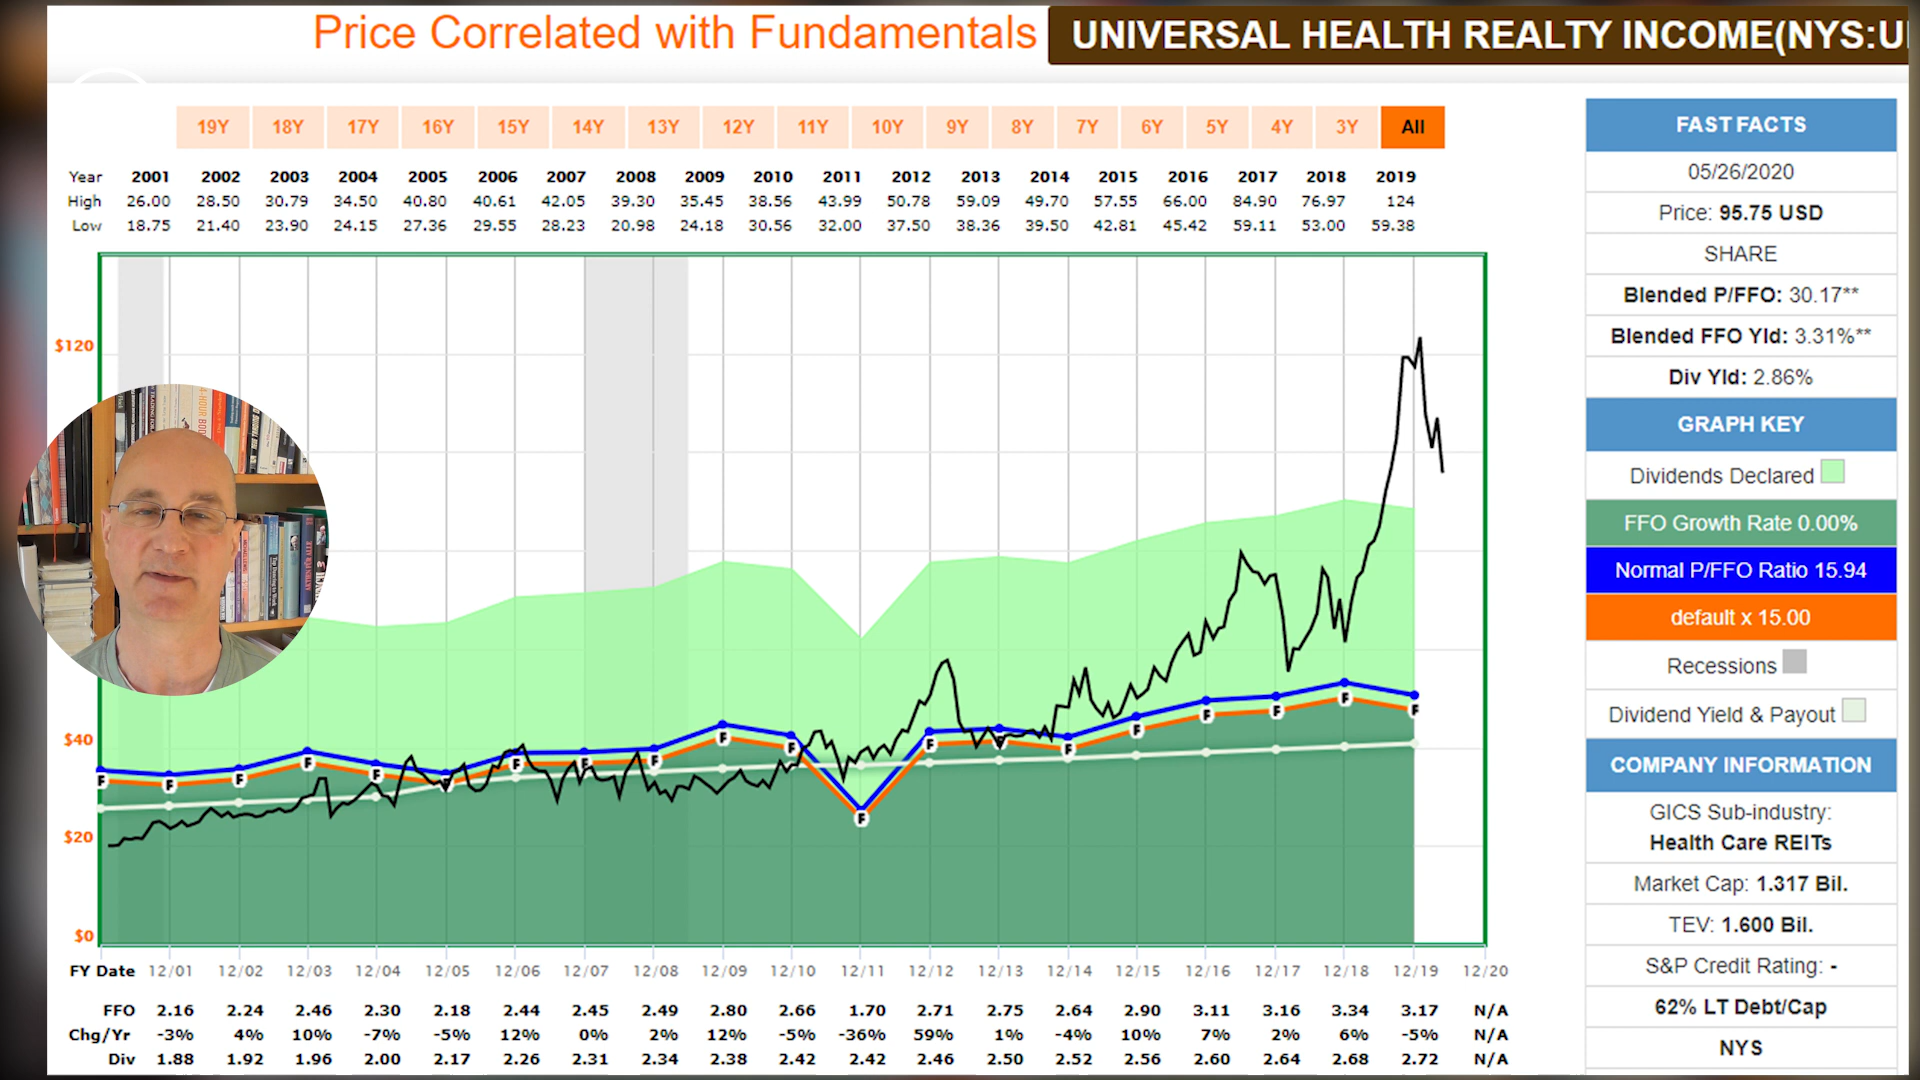 Price Correlated with Fundamentals
UNIVERSAL HEALTH REALTY INCOME(NYS:U
19Y 18Y 17Y 16Y 15Y 14Y 13Y 12Y 11Y 10Y 9Y 8Y 7Y 6Y 5Y 4Y 3Y All
Year 2001 2002 2003 2004 2005 2006 2007 2008 2009 2010 2011 2012 2013 2014 2015 2016 2017 2018 2019
High 26.00 28.50 30.79 34.50 40.80 40.61 42.05 39.30 35.45 38.56 43.99 50.78 59.09 49.70 57.55 66.00 84.90 76.97 124
Low 18.75 21.40 23.90 24.15 27.36 29.55 28.23 20.98 24.18 30.56 32.00 37.50 38.36 39.50 42.81 45.42 59.11 53.00 59.38
$120
$40
$20
$0
F F F F F F F F F F F F F F F F F F
FY Date 12/01 12/02 12/03 12/04 12/05 12/06 12/07 12/08 12/09 12/10 12/11 12/12 12/13 12/14 12/15 12/16 12/17 12/18 12/19 12/20
FFO 2.16 2.24 2.46 2.30 2.18 2.44 2.45 2.49 2.80 2.66 1.70 2.71 2.75 2.64 2.90 3.11 3.16 3.34 3.17 N/A
Chg/Yr -3% 4% 10% -7% -5% 12% 0% 2% 12% -5% -36% 59% 1% -4% 10% 7% 2% 6% -5% N/A
Div 1.88 1.92 1.96 2.00 2.17 2.26 2.31 2.34 2.38 2.42 2.42 2.46 2.50 2.52 2.56 2.60 2.64 2.68 2.72 N/A
FAST FACTS
05/26/2020
Price: 95.75 USD
SHARE
Blended P/FFO: 30.17**
Blended FFO Yld: 3.31%**
Div Yld: 2.86%
GRAPH KEY
Dividends Declared
FFO Growth Rate 0.00%
Normal P/FFO Ratio 15.94
default x 15.00
Recessions
Dividend Yield & Payout
COMPANY INFORMATION
GICS Sub-industry:
Health Care REITs
Market Cap: 1.317 Bil.
TEV: 1.600 Bil.
S&P Credit Rating: -
62% LT Debt/Cap
NYS